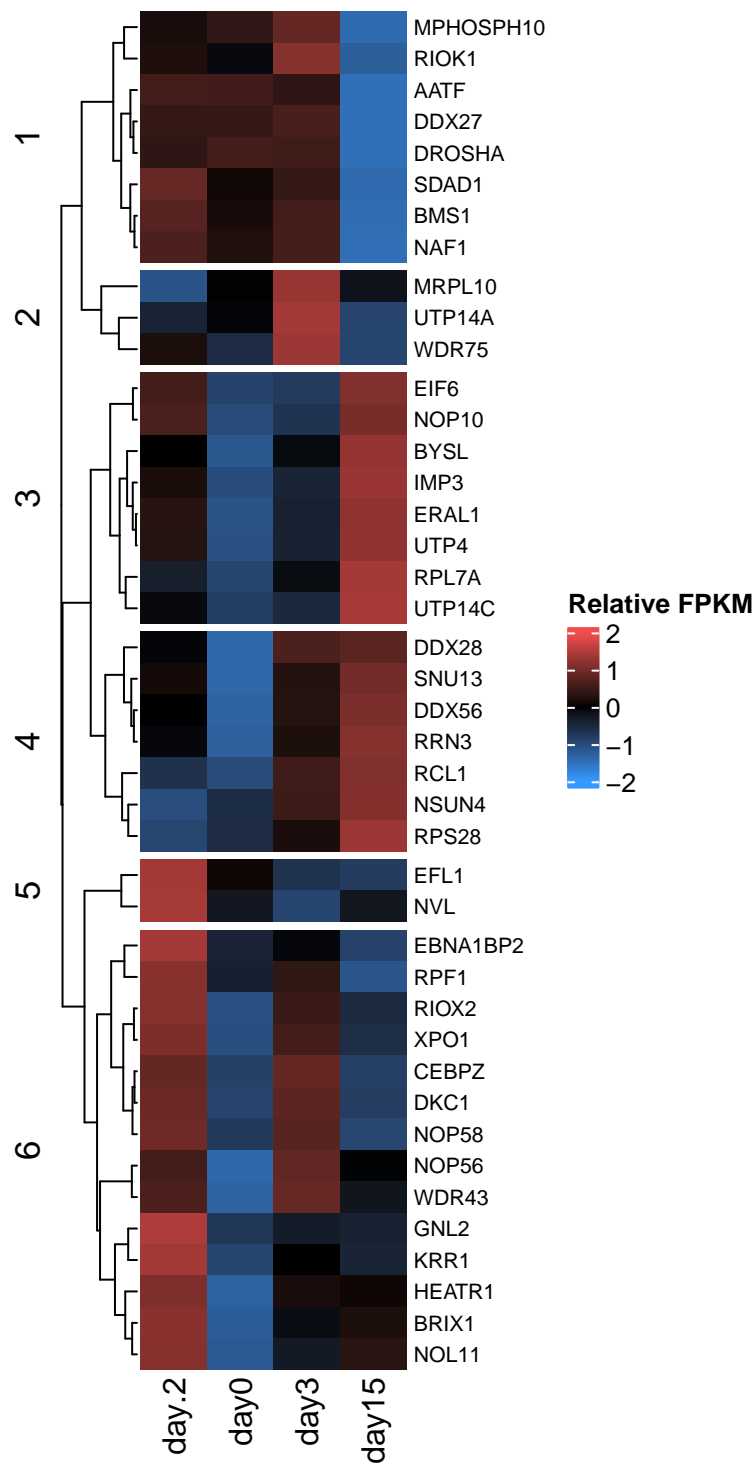 1
MPHOSPH10
RIOK1
AATF
DDX27
DROSHA
SDAD1
BMS1
NAF1
2
MRPL10
UTP14A
WDR75
3
EIF6
NOP10
BYSL
IMP3
ERAL1
UTP4
RPL7A
UTP14C
4
DDX28
SNU13
DDX56
RRN3
RCL1
NSUN4
RPS28
5
EFL1
NVL
6
EBNA1BP2
RPF1
RIOX2
XPO1
CEBPZ
DKC1
NOP58
NOP56
WDR43
GNL2
KRR1
HEATR1
BRIX1
NOL11
day.2
day0
day3
day15
Relative FPKM
2
1
0
−1
−2